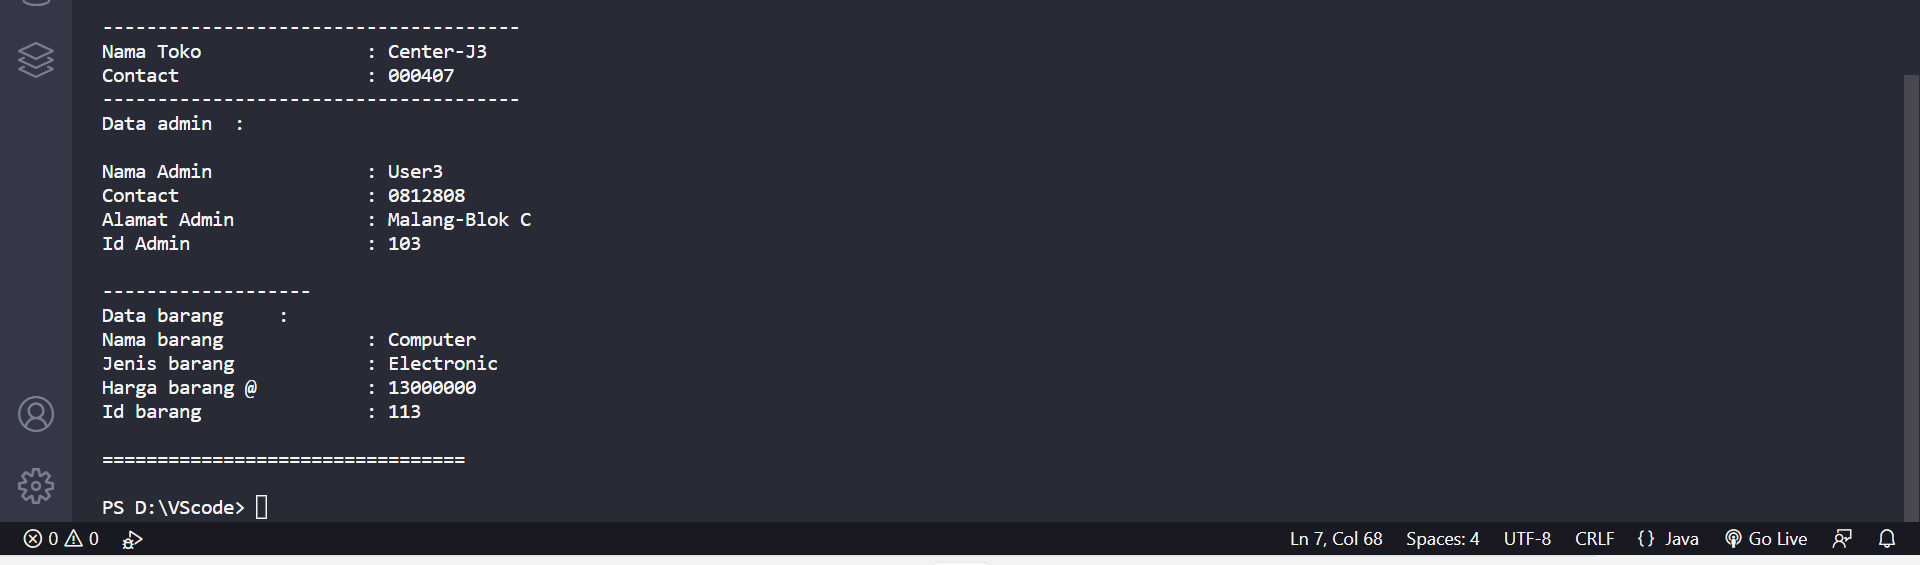 --------------------------------------
Nama Toko               : Center-J3
Contact                 : 000407
--------------------------------------
Data admin  :
Nama Admin              : User3
Contact                 : 0812808
Alamat Admin            : Malang-Blok C
Id Admin                : 103
-------------------
Data barang     :
Nama barang             : Computer
Jenis barang            : Electronic
Harga barang @          : 13000000
Id barang               : 113
=================================
PS D:\VScode>
0 0 Ln 7, Col 68 Spaces: 4 UTF-8 CRLF {} Java Go Live